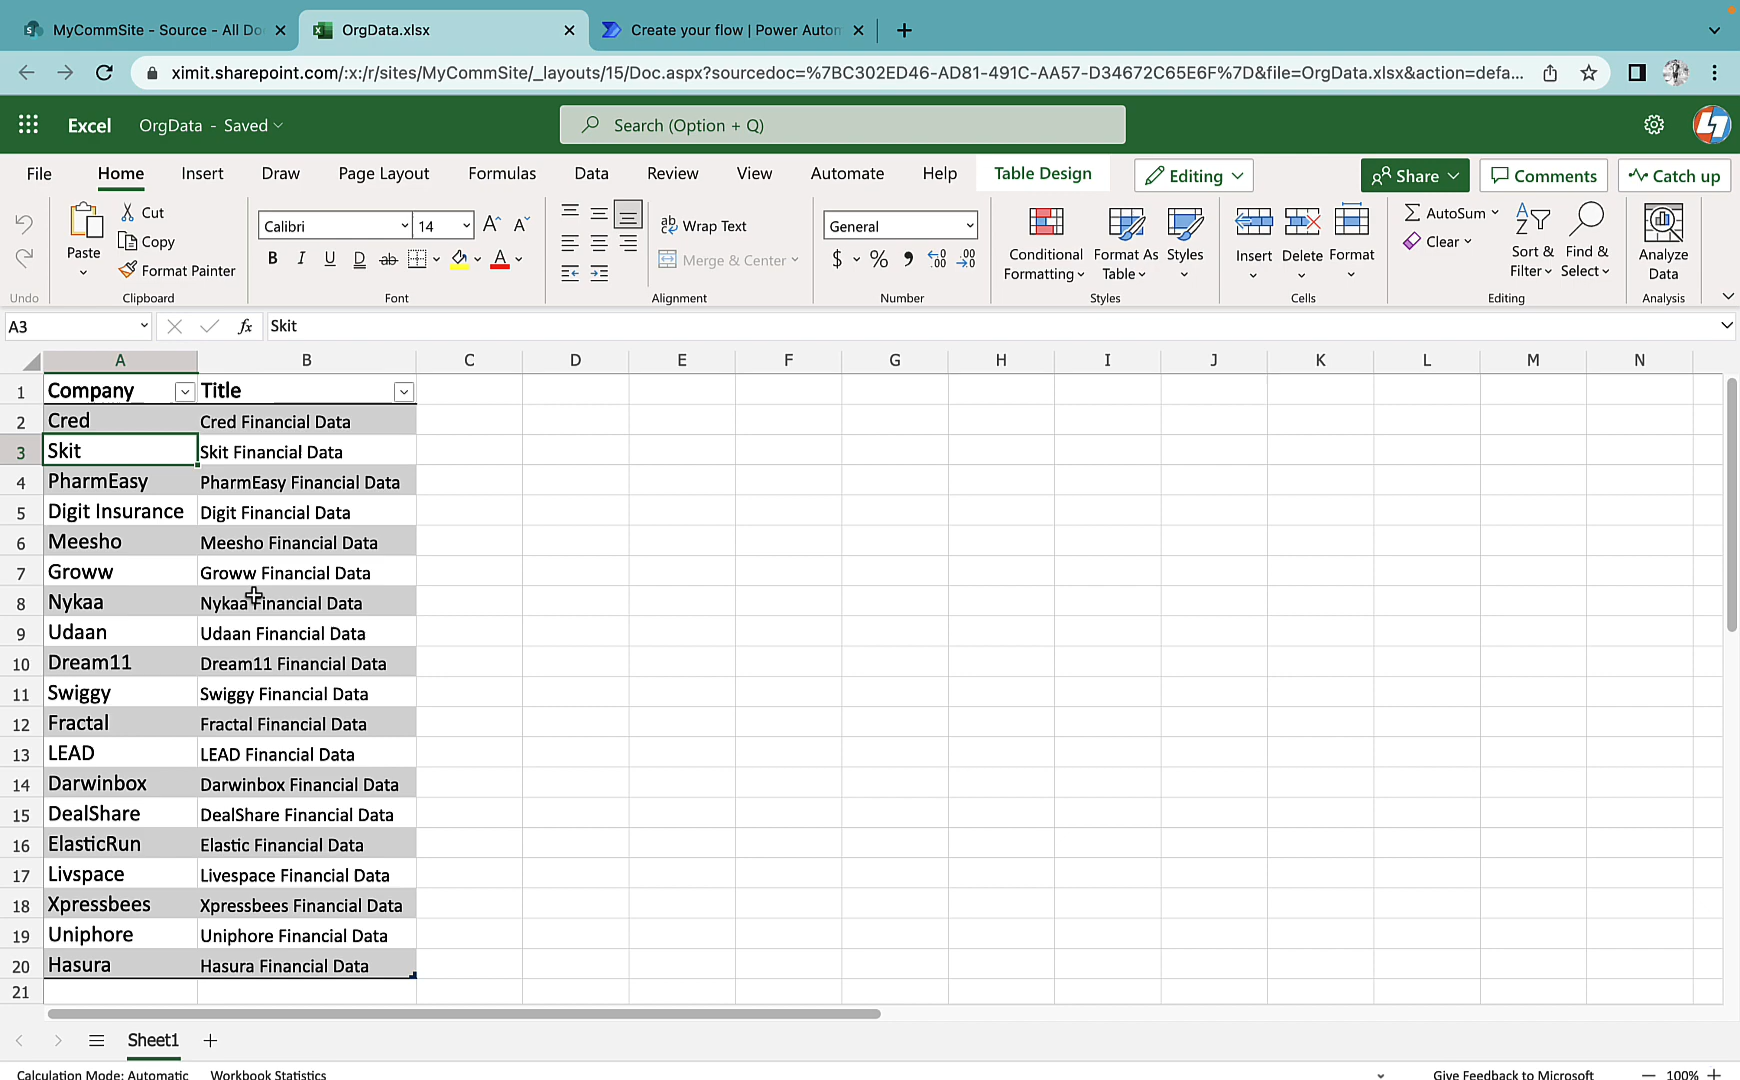 MyCommSite - Source - All Do
OrgData.xlsx
Create your flow | Power Autom
ximit.sharepoint.com/:x:/r/sites/MyCommSite/_layouts/15/Doc.aspx?sourcedoc=%7BC302ED46-AD81-491C-AA57-D34672C65E6F%7D&file=OrgData.xlsx&action=defa...
Excel OrgData - Saved
Search (Option + Q)
File Home Insert Draw Page Layout Formulas Data Review View Automate Help Table Design Editing Share Comments Catch up
Undo
Paste
Cut
Copy
Format Painter
Clipboard
Calibri 14
B I U D ab A
Font
Wrap Text
Merge & Center
Alignment
General
$ % 9 .00 .00
Number
Conditional Formatting
Format As Table
Styles
Styles
Insert Delete Format
Cells
AutoSum
Clear
Sort & Filter
Find & Select
Editing
Analyze Data
Analysis
A3 fx Skit
A B C D E F G H I J K L M N
1 Company Title
2 Cred Cred Financial Data
3 Skit Skit Financial Data
4 PharmEasy PharmEasy Financial Data
5 Digit Insurance Digit Financial Data
6 Meesho Meesho Financial Data
7 Groww Groww Financial Data
8 Nykaa Nykaa Financial Data
9 Udaan Udaan Financial Data
10 Dream11 Dream11 Financial Data
11 Swiggy Swiggy Financial Data
12 Fractal Fractal Financial Data
13 LEAD LEAD Financial Data
14 Darwinbox Darwinbox Financial Data
15 DealShare DealShare Financial Data
16 ElasticRun Elastic Financial Data
17 Livspace Livespace Financial Data
18 Xpressbees Xpressbees Financial Data
19 Uniphore Uniphore Financial Data
20 Hasura Hasura Financial Data
21
Sheet1
Calculation Mode: Automatic Workbook Statistics Give Feedback to Microsoft 100%